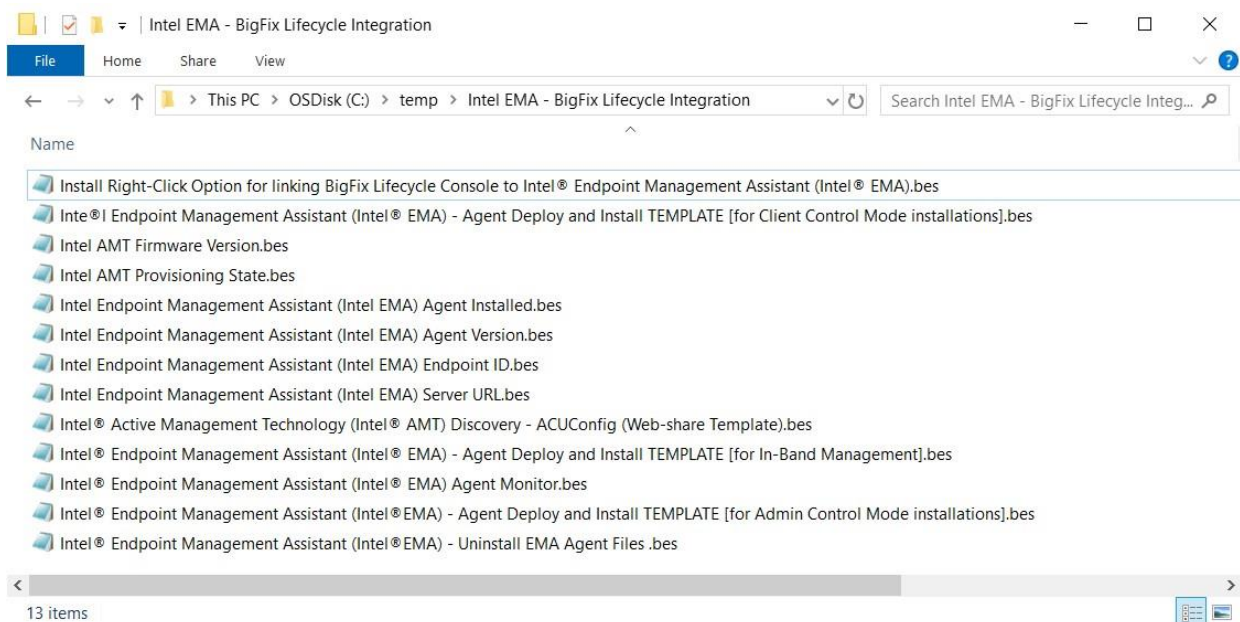 Intel EMA - BigFix Lifecycle Integration
File Home Share View
This PC > OSDisk (C:) > temp > Intel EMA - BigFix Lifecycle Integration Search Intel EMA - BigFix Lifecycle Integ...
Name
Install Right-Click Option for linking BigFix Lifecycle Console to Intel® Endpoint Management Assistant (Intel® EMA).bes
Inte®l Endpoint Management Assistant (Intel® EMA) - Agent Deploy and Install TEMPLATE [for Client Control Mode installations].bes
Intel AMT Firmware Version.bes
Intel AMT Provisioning State.bes
Intel Endpoint Management Assistant (Intel EMA) Agent Installed.bes
Intel Endpoint Management Assistant (Intel EMA) Agent Version.bes
Intel Endpoint Management Assistant (Intel EMA) Endpoint ID.bes
Intel Endpoint Management Assistant (Intel EMA) Server URL.bes
Intel® Active Management Technology (Intel® AMT) Discovery - ACUConfig (Web-share Template).bes
Intel® Endpoint Management Assistant (Intel® EMA) - Agent Deploy and Install TEMPLATE [for In-Band Management].bes
Intel® Endpoint Management Assistant (Intel® EMA) Agent Monitor.bes
Intel® Endpoint Management Assistant (Intel®EMA) - Agent Deploy and Install TEMPLATE [for Admin Control Mode installations].bes
Intel® Endpoint Management Assistant (Intel®EMA) - Uninstall EMA Agent Files .bes
13 items